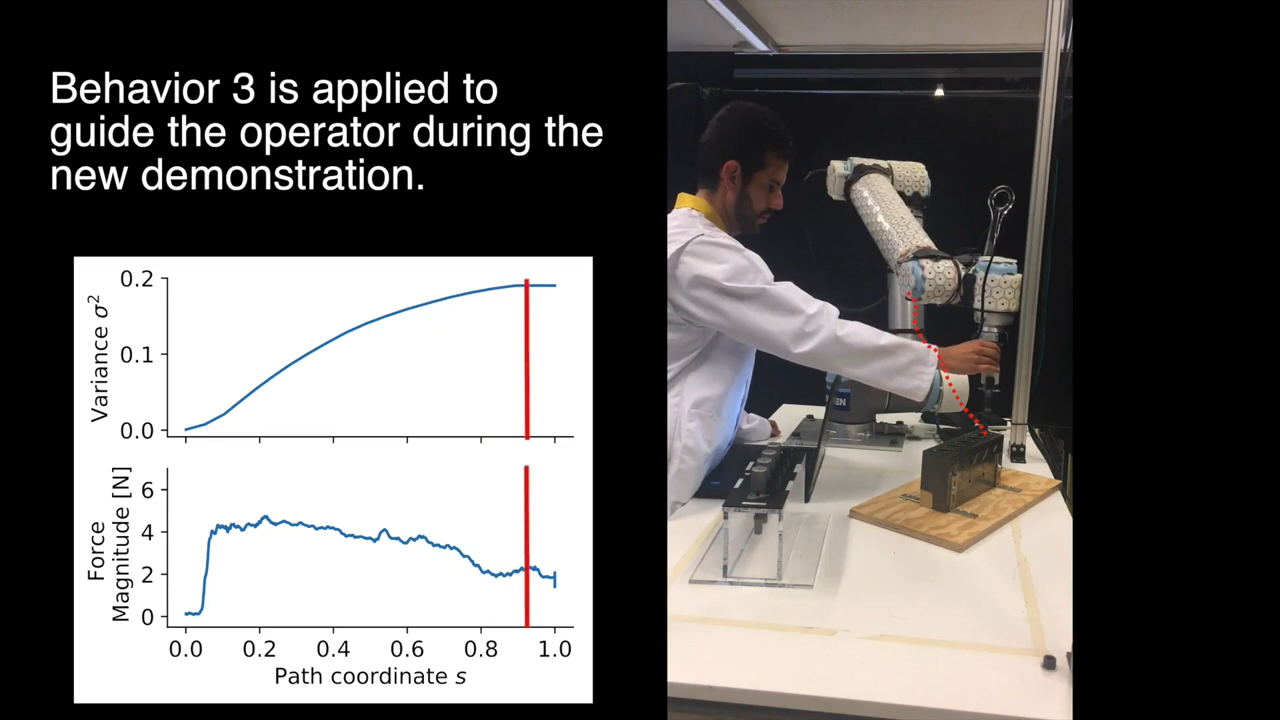 Behavior 3 is applied to
guide the operator during the
new demonstration.
0.2
0.1
0.0
Variance σ²
6
4
2
0
Force
Magnitude [N]
0.0 0.2 0.4 0.6 0.8 1.0
Path coordinate s